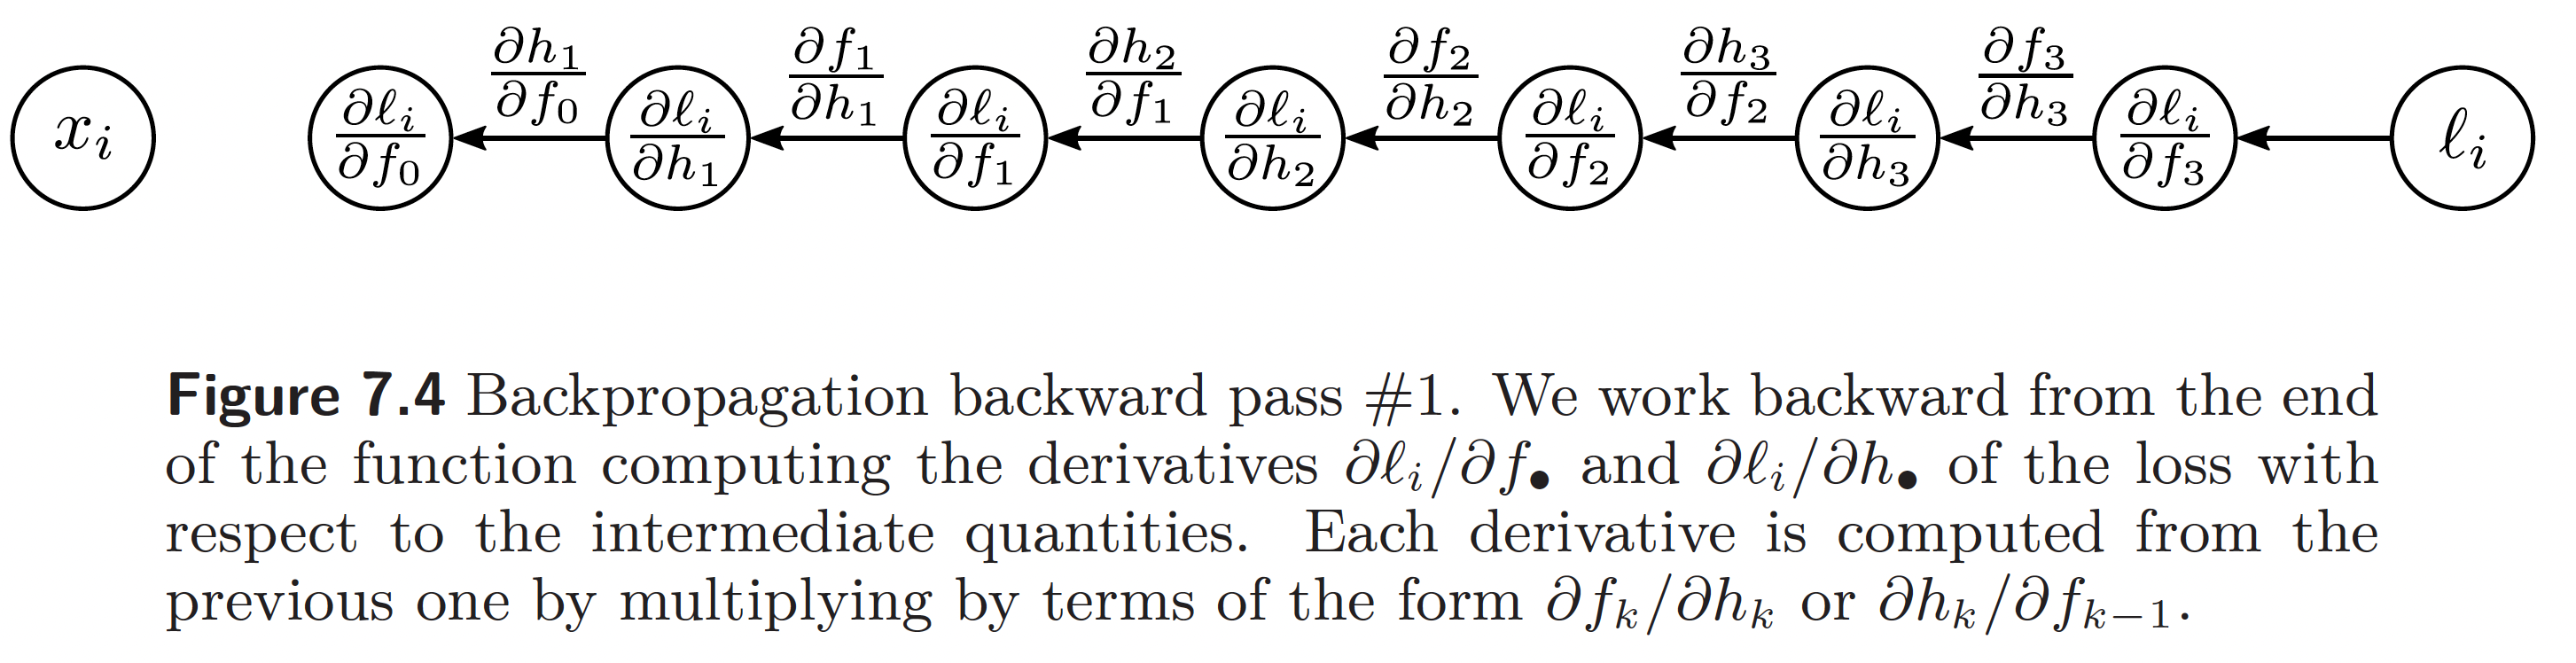 ∂h₁/∂f₀ ∂f₁/∂h₁ ∂h₂/∂f₁ ∂f₂/∂h₂ ∂h₃/∂f₂ ∂f₃/∂h₃
xᵢ ∂ℓᵢ/∂f₀ ∂ℓᵢ/∂h₁ ∂ℓᵢ/∂f₁ ∂ℓᵢ/∂h₂ ∂ℓᵢ/∂f₂ ∂ℓᵢ/∂h₃ ∂ℓᵢ/∂f₃ ℓᵢ
Figure 7.4 Backpropagation backward pass #1. We work backward from the end
of the function computing the derivatives ∂ℓᵢ/∂f• and ∂ℓᵢ/∂h• of the loss with
respect to the intermediate quantities. Each derivative is computed from the
previous one by multiplying by terms of the form ∂fₖ/∂hₖ or ∂hₖ/∂fₖ₋₁.